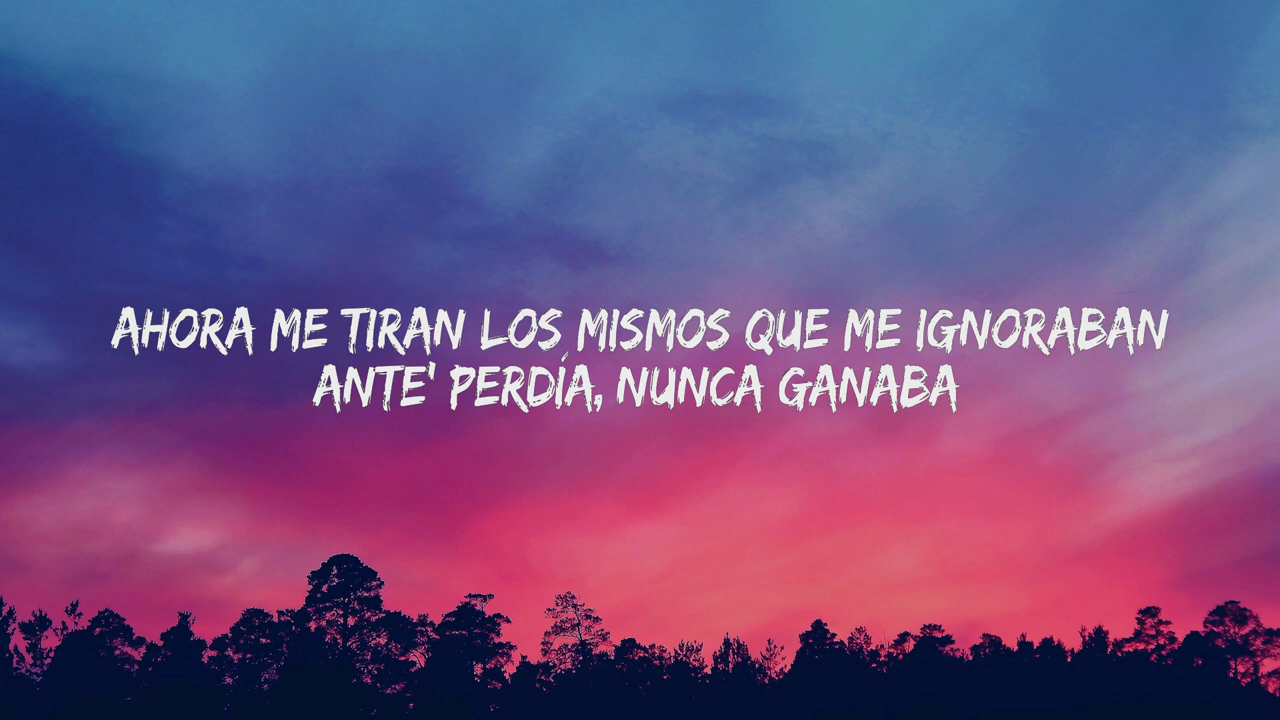 AHORA ME TIRAN LOS MISMOS QUE ME IGNORABAN
ANTE' PERDÍA, NUNCA GANABA